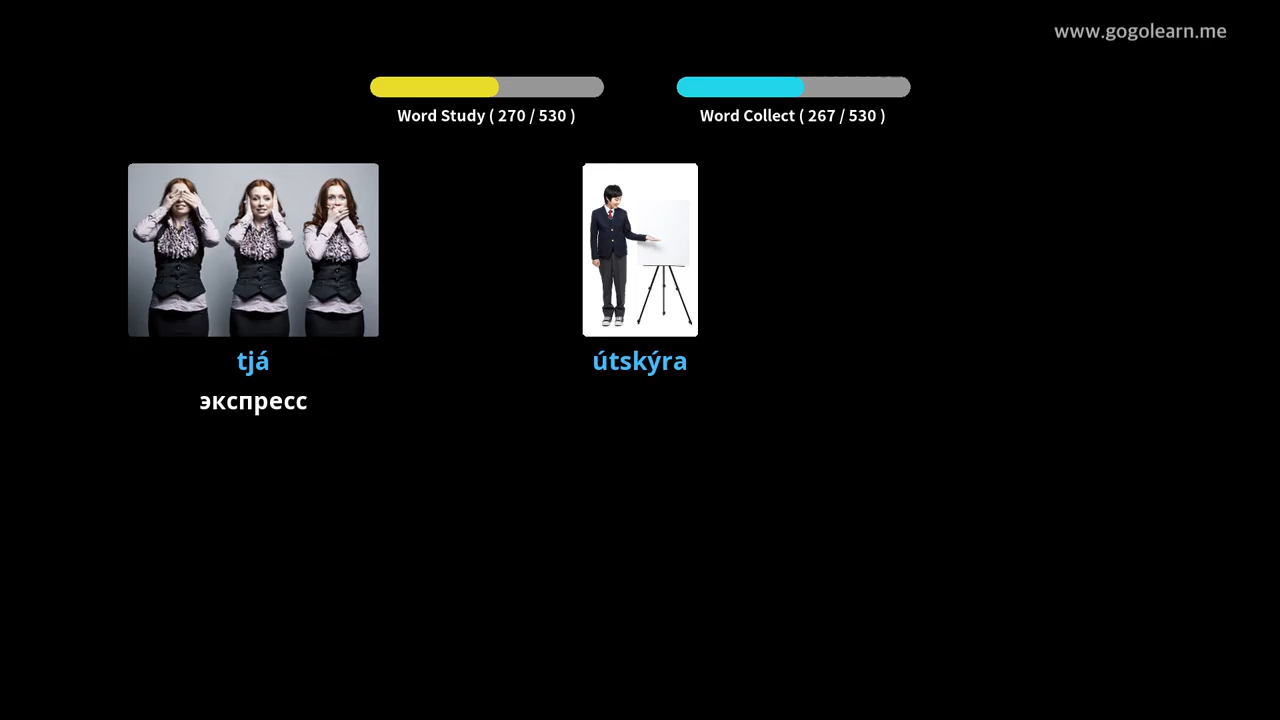 www.gogolearn.me
Word Study ( 270 / 530 )
Word Collect ( 267 / 530 )
tjá
útskýra
экспресс